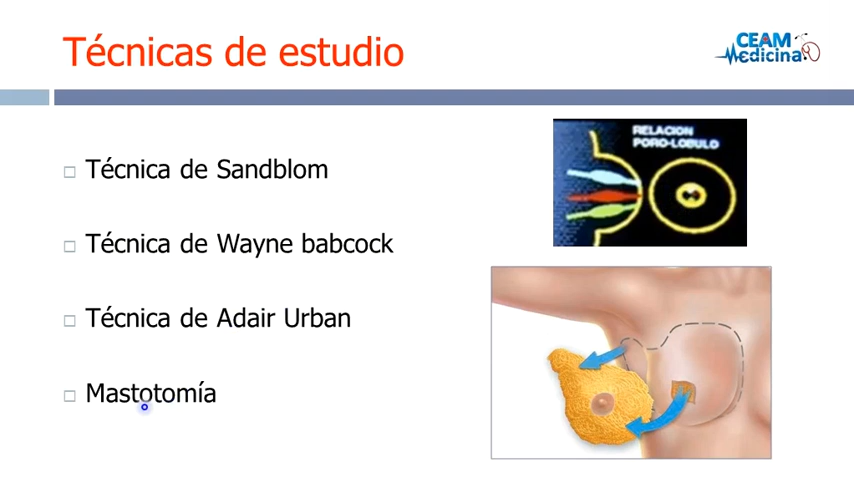 Técnicas de estudio
CEAM
Medicina
RELACION
PORO-LOBULO
Técnica de Sandblom
Técnica de Wayne babcock
Técnica de Adair Urban
Mastotomía